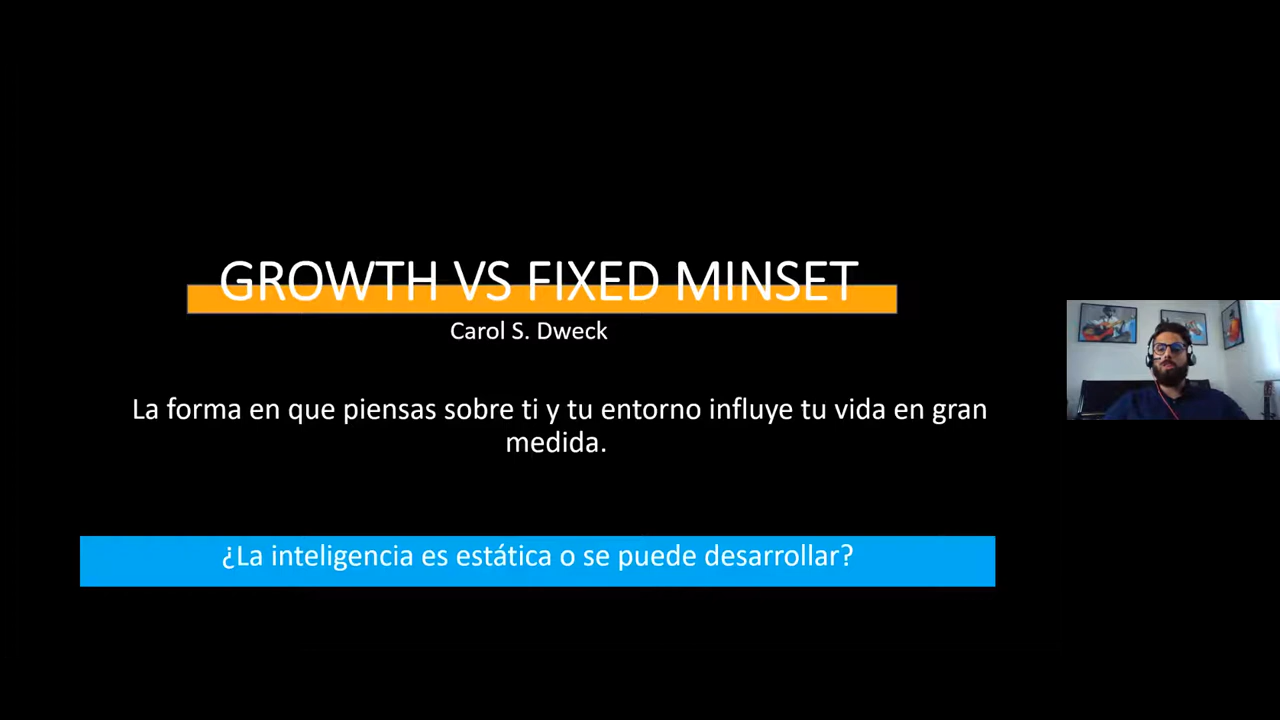 GROWTH VS FIXED MINSET
Carol S. Dweck
La forma en que piensas sobre ti y tu entorno influye tu vida en gran
medida.
¿La inteligencia es estática o se puede desarrollar?